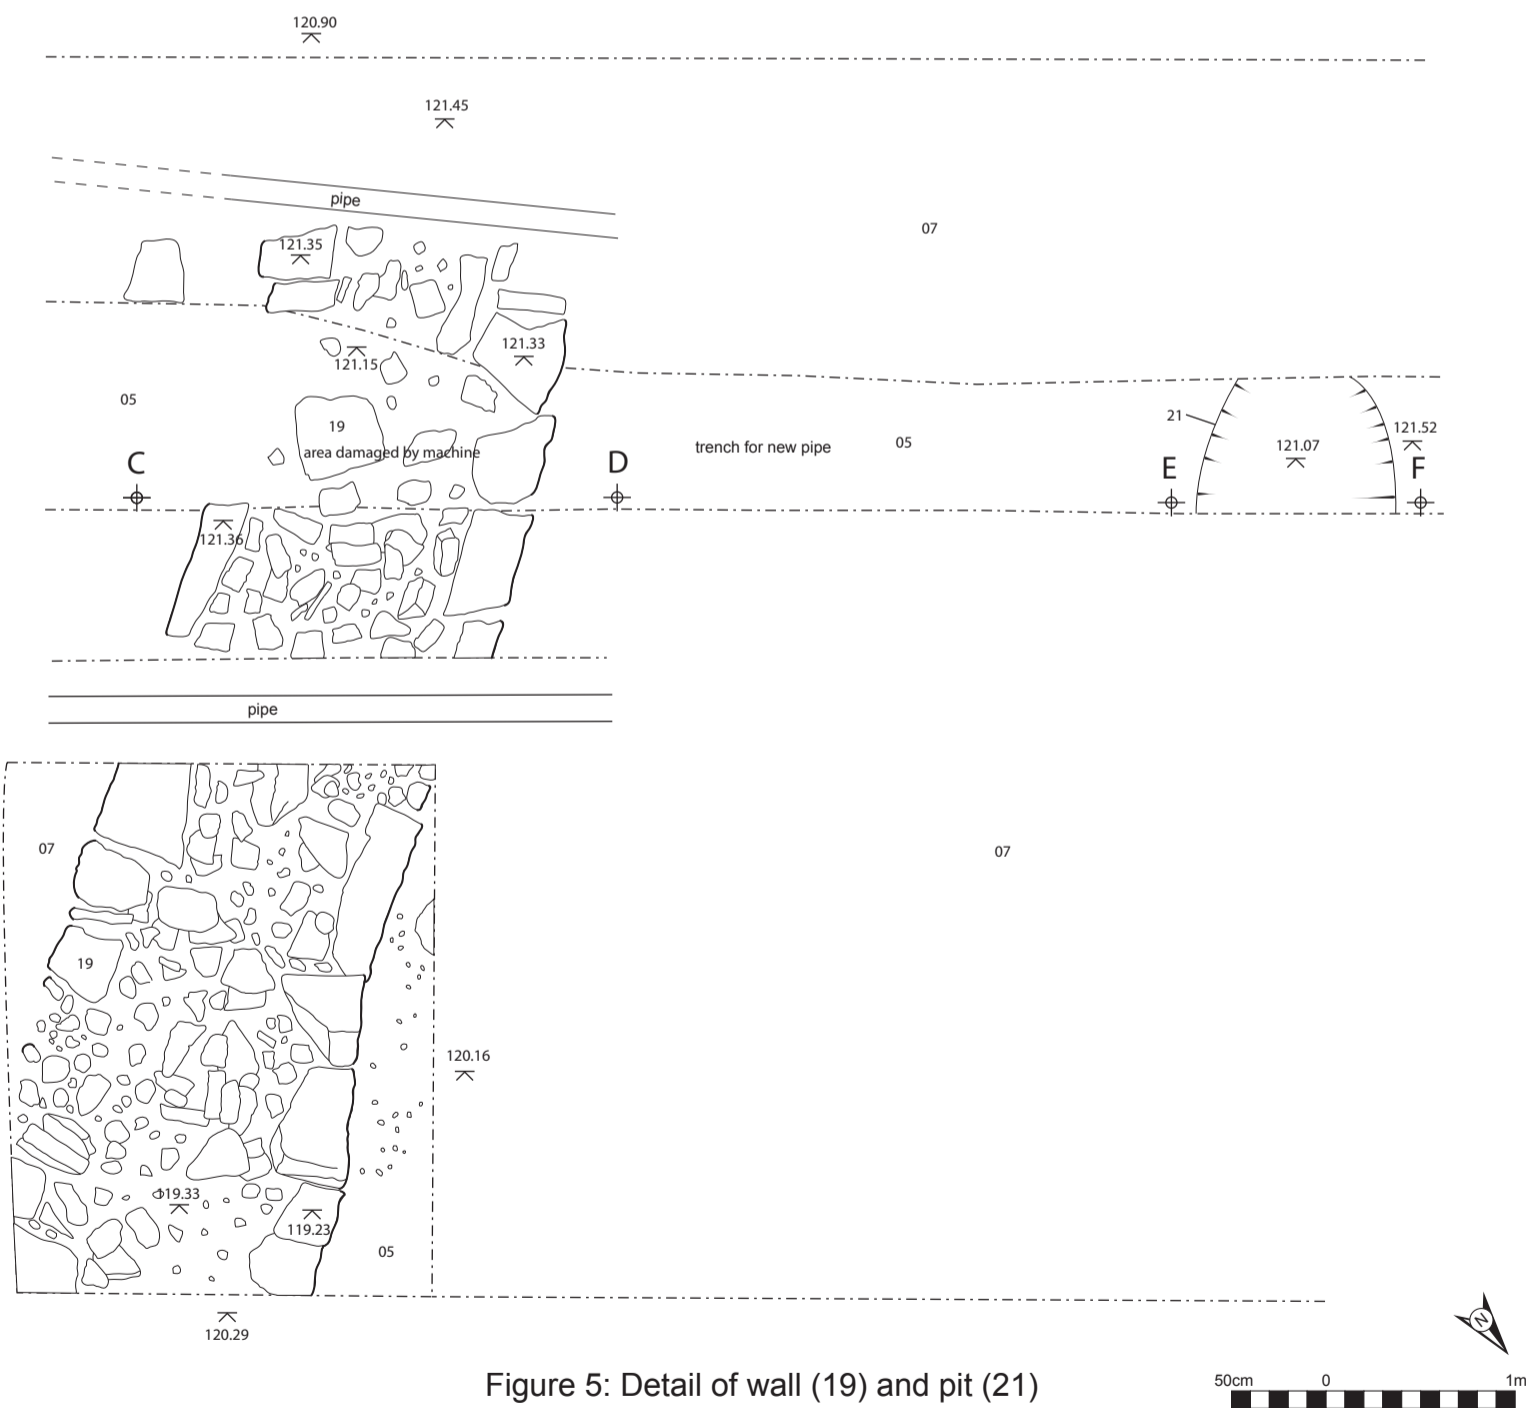 120.90
121.45
pipe
07
121.35
121.33
121.15
05
19
area damaged by machine
trench for new pipe
05
21
121.07
121.52
C
D
E
F
121.36
pipe
07
07
19
120.16
119.33
119.23
05
120.29
N
Figure 5: Detail of wall (19) and pit (21)
50cm 0 1m